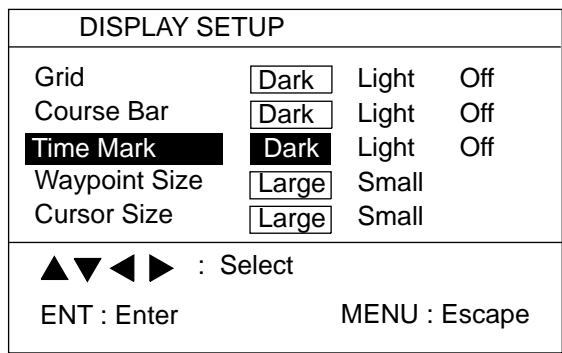 DISPLAY SETUP
Grid Dark Light Off
Course Bar Dark Light Off
Time Mark Dark Light Off
Waypoint Size Large Small
Cursor Size Large Small
▲▼◀ ▶ : Select
ENT : Enter MENU : Escape